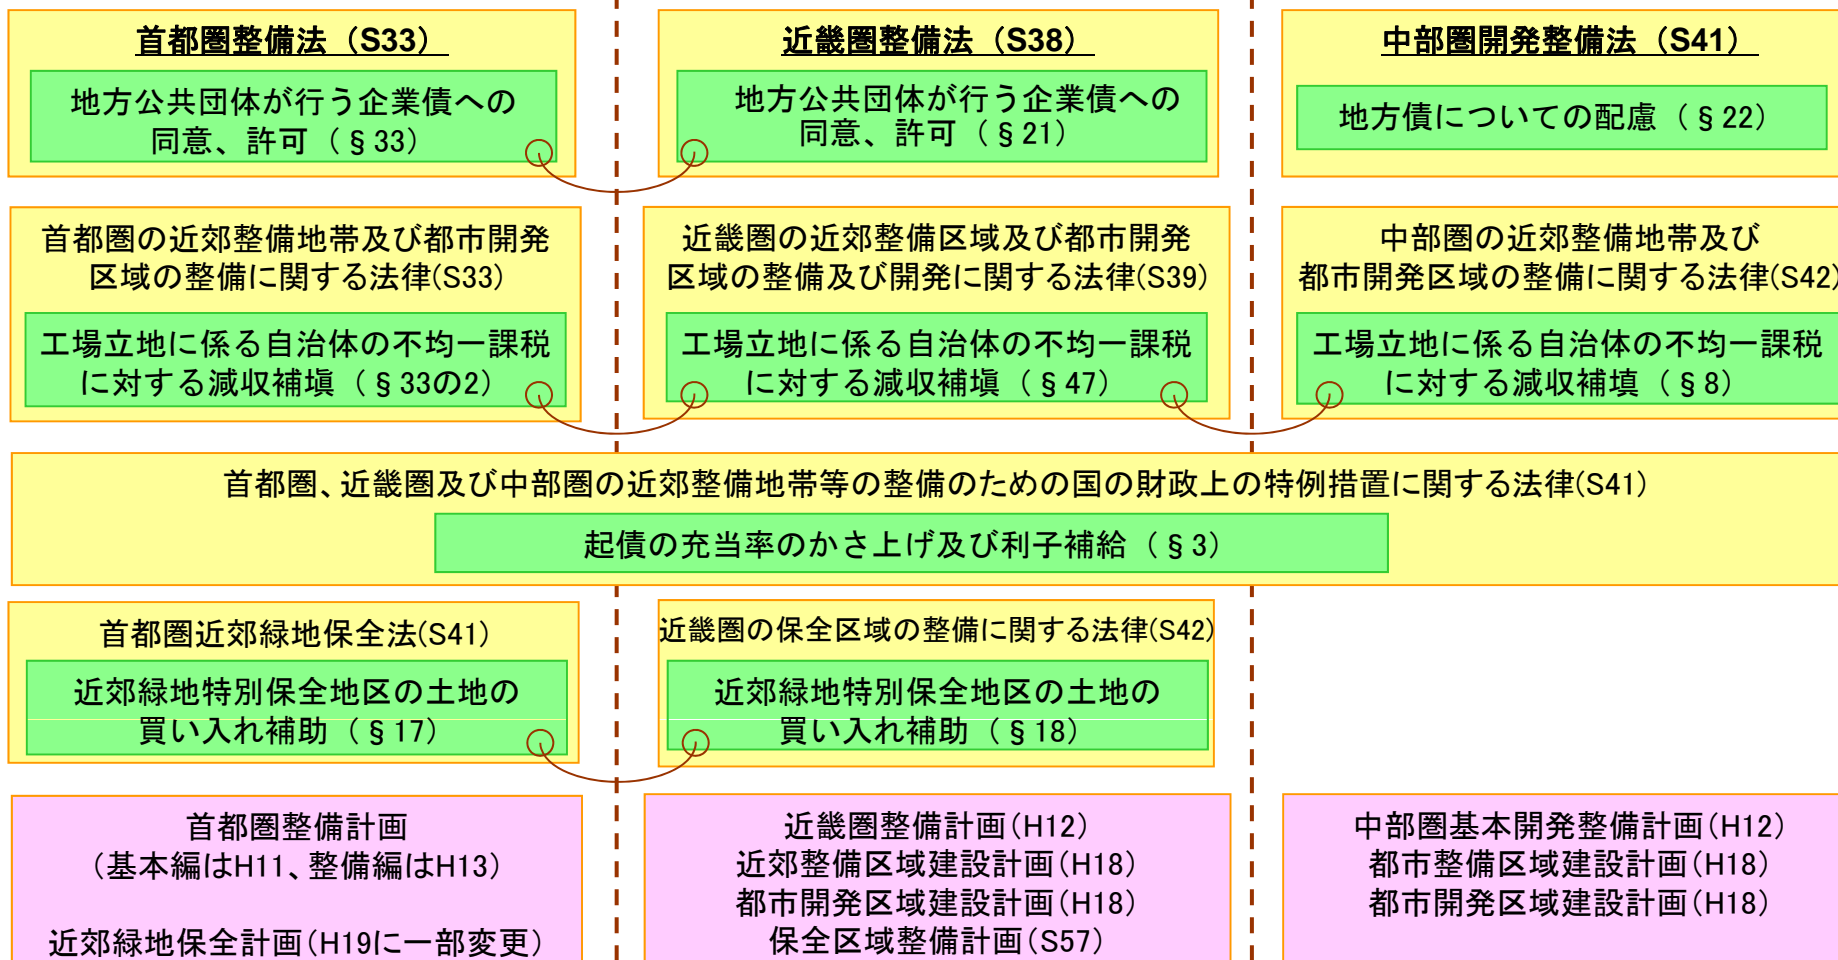 首都圏整備法（S33）
地方公共団体が行う企業債への
同意、許可（§33）
近畿圏整備法（S38）
地方公共団体が行う企業債への
同意、許可（§21）
中部圏開発整備法（S41）
地方債についての配慮（§22）
首都圏の近郊整備地帯及び都市開発
区域の整備に関する法律(S33)
工場立地に係る自治体の不均一課税
に対する減収補塡（§33の2）
近畿圏の近郊整備区域及び都市開発
区域の整備及び開発に関する法律(S39)
工場立地に係る自治体の不均一課税
に対する減収補塡（§47）
中部圏の近郊整備地帯及び
都市開発区域の整備に関する法律(S42)
工場立地に係る自治体の不均一課税
に対する減収補填（§8）
首都圏、近畿圏及び中部圏の近郊整備地帯等の整備のための国の財政上の特例措置に関する法律(S41)
起債の充当率のかさ上げ及び利子補給（§3）
首都圏近郊緑地保全法(S41)
近郊緑地特別保全地区の土地の
買い入れ補助（§17）
近畿圏の保全区域の整備に関する法律(S42)
近郊緑地特別保全地区の土地の
買い入れ補助（§18）
首都圏整備計画
（基本編はH11、整備編はH13）
近郊緑地保全計画（H19に一部変更）
近畿圏整備計画（H12）
近郊整備区域建設計画（H18）
都市開発区域建設計画（H18）
保全区域整備計画（S57）
中部圏基本開発整備計画（H12）
都市整備区域建設計画（H18）
都市開発区域建設計画（H18）